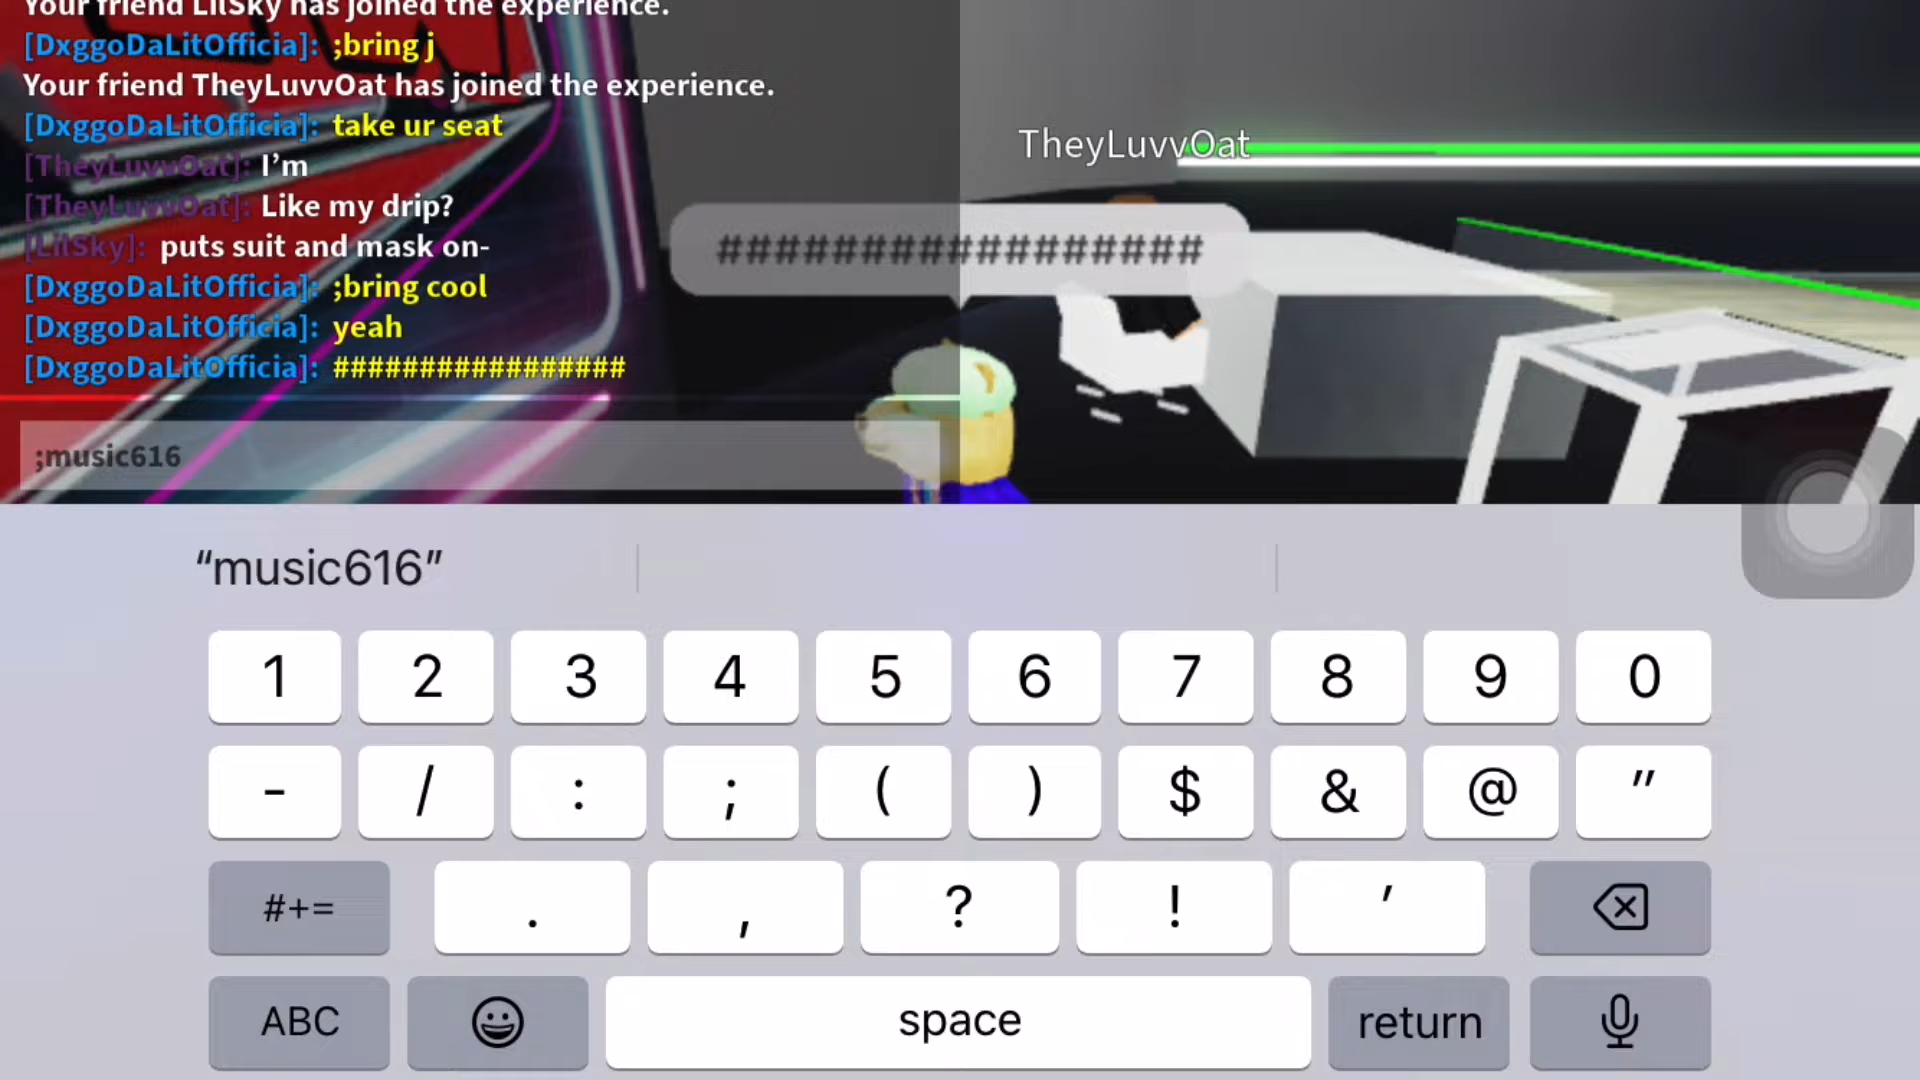 Your friend LilSky has joined the experience.
[DxggoDaLitOfficia]: ;bring j
Your friend TheyLuvvOat has joined the experience.
[DxggoDaLitOfficia]: take ur seat
[TheyLuvvOat]: I’m
[TheyLuvvOat]: Like my drip?
[LilSky]: puts suit and mask on-
[DxggoDaLitOfficia]: ;bring cool
[DxggoDaLitOfficia]: yeah
[DxggoDaLitOfficia]: #################
;music616
TheyLuvvOat
#################
“music616”
1 2 3 4 5 6 7 8 9 0
- / : ; ( ) $ & @ "
#+= . , ? ! '
ABC space return